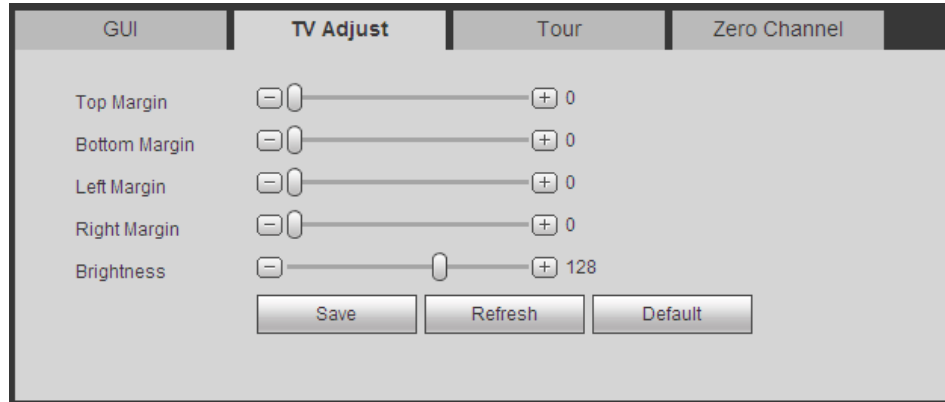 GUI TV Adjust Tour Zero Channel
Top Margin 0
Bottom Margin 0
Left Margin 0
Right Margin 0
Brightness 128
Save Refresh Default